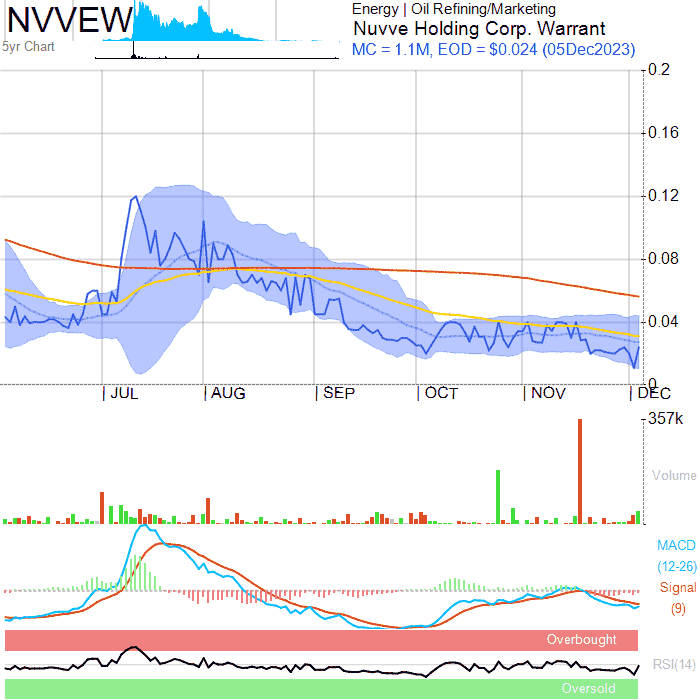 NVVEW
5yr Chart
Energy | Oil Refining/Marketing
Nuvve Holding Corp. Warrant
MC = 1.1M, EOD = $0.024 (05Dec2023)
0.2
0.16
0.12
0.08
0.04
0
JUL AUG SEP OCT NOV DEC
357k
Volume
MACD
(12-26)
Signal
(9)
Overbought
RSI(14)
Oversold